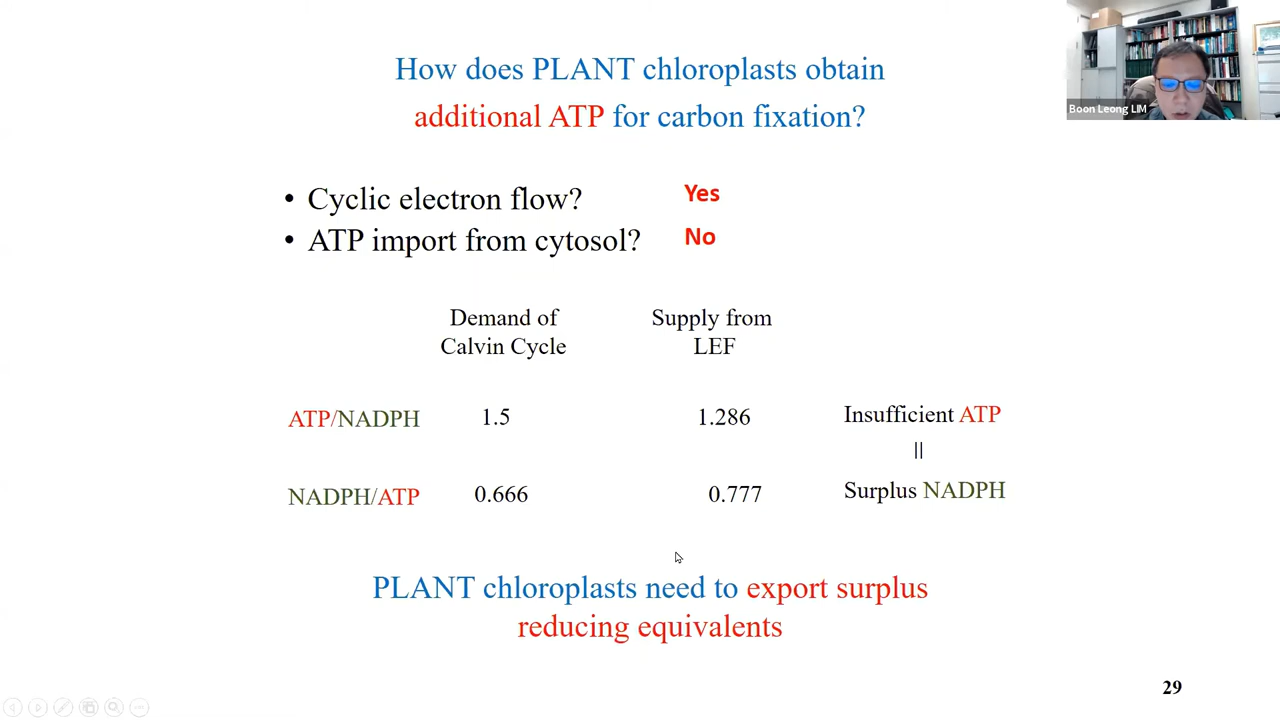 How does PLANT chloroplasts obtain
additional ATP for carbon fixation?
Boon Leong LIM
• Cyclic electron flow? Yes
• ATP import from cytosol? No
Demand of Calvin Cycle
Supply from LEF
ATP/NADPH 1.5 1.286 Insufficient ATP
||
NADPH/ATP 0.666 0.777 Surplus NADPH
PLANT chloroplasts need to export surplus
reducing equivalents
29